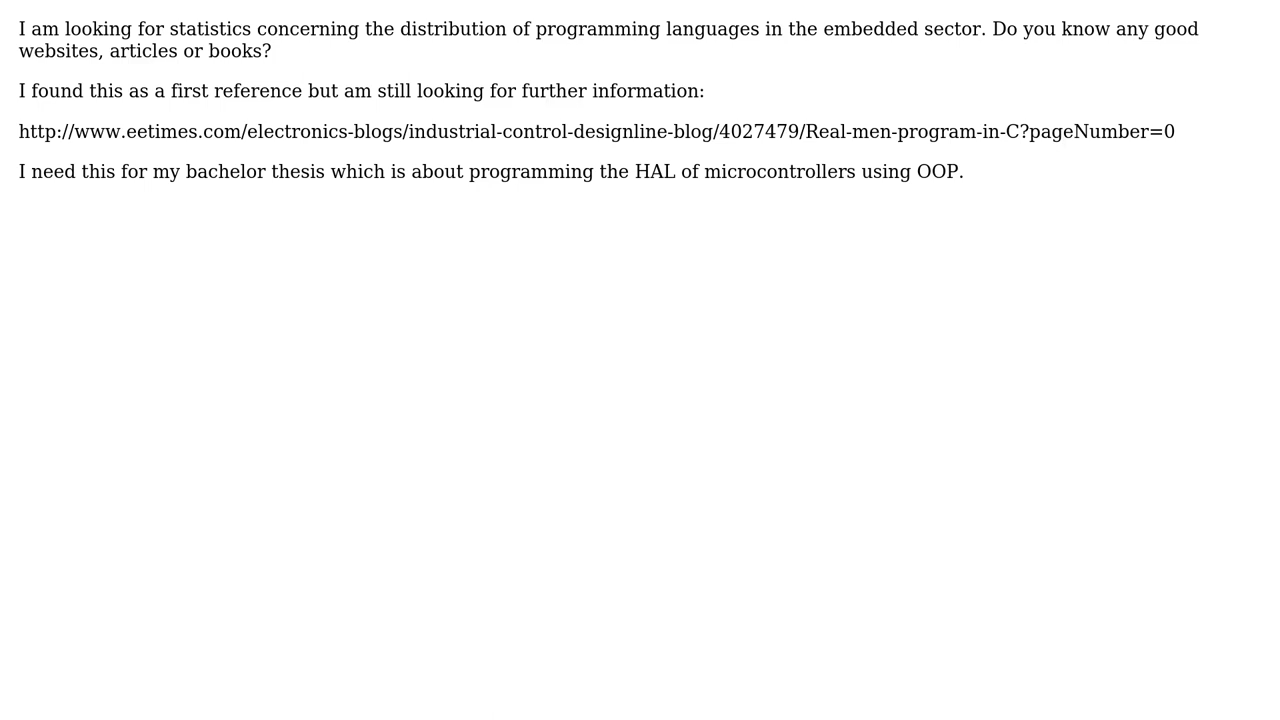 I am looking for statistics concerning the distribution of programming languages in the embedded sector. Do you know any good
websites, articles or books?
I found this as a first reference but am still looking for further information:
http://www.eetimes.com/electronics-blogs/industrial-control-designline-blog/4027479/Real-men-program-in-C?pageNumber=0
I need this for my bachelor thesis which is about programming the HAL of microcontrollers using OOP.